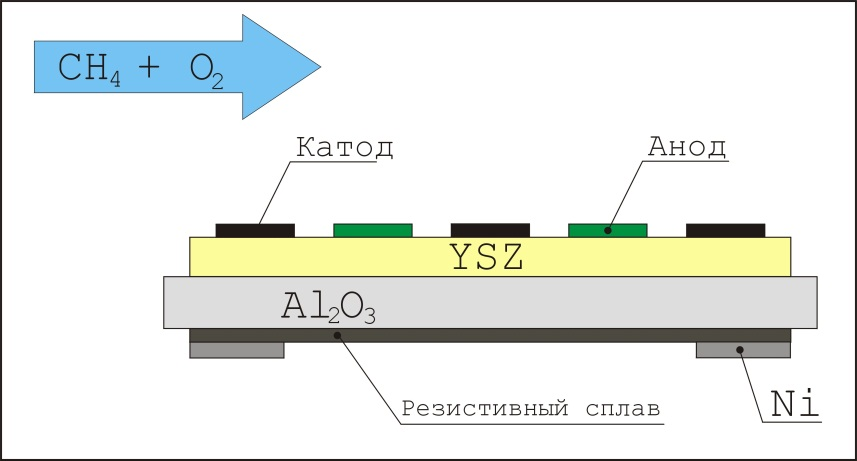 CH₄ + O₂
Катод
Анод
YSZ
Al₂O₃
Резистивный сплав
Ni